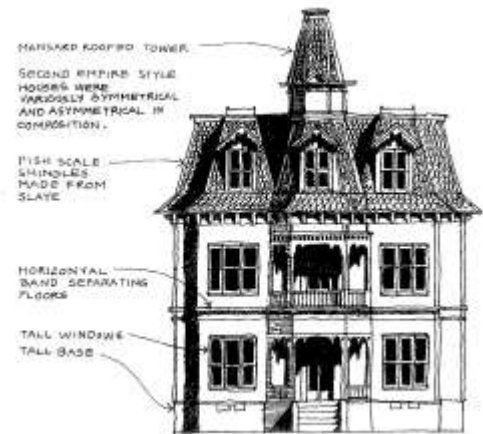 MANSARD ROOFED TOWER
SECOND EMPIRE STYLE
HOUSES WERE
VARIOUSLY SYMMETRICAL
AND ASYMMETRICAL IN
COMPOSITION.
FISH SCALE
SHINGLES
MADE FROM
SLATE
HORIZONTAL
BAND SEPARATING
FLOORS
TALL WINDOWS
TALL BASE